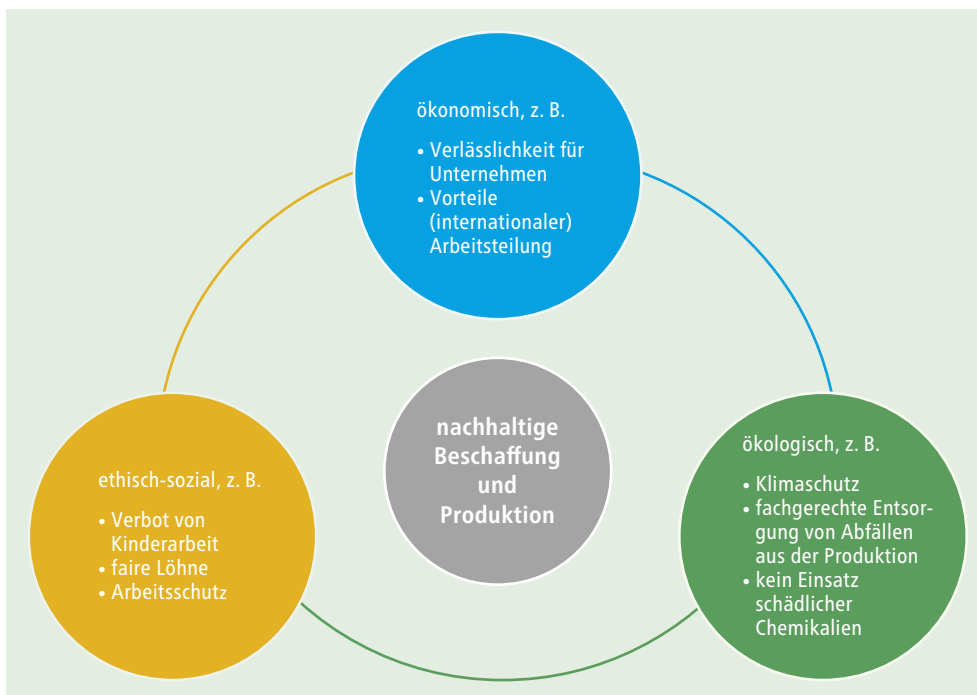 ökonomisch, z. B.
• Verlässlichkeit für
Unternehmen
• Vorteile
(internationaler)
Arbeitsteilung
nachhaltige
Beschaffung
und
Produktion
ethisch-sozial, z. B.
• Verbot von
Kinderarbeit
• faire Löhne
• Arbeitsschutz
ökologisch, z. B.
• Klimaschutz
• fachgerechte Entsor-
gung von Abfällen
aus der Produktion
• kein Einsatz
schädlicher
Chemikalien